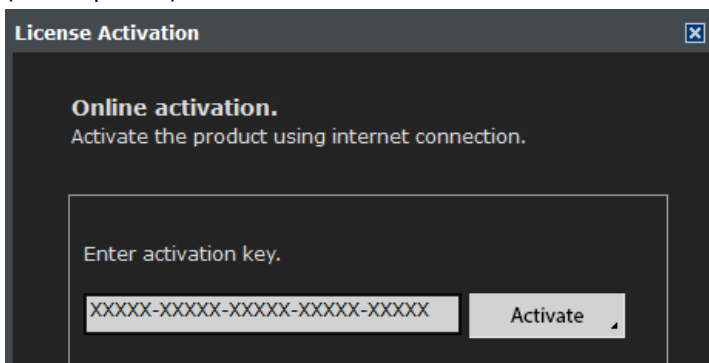 License Activation
Online activation.
Activate the product using internet connection.
Enter activation key.
XXXXX-XXXXX-XXXXX-XXXXX-XXXXX
Activate